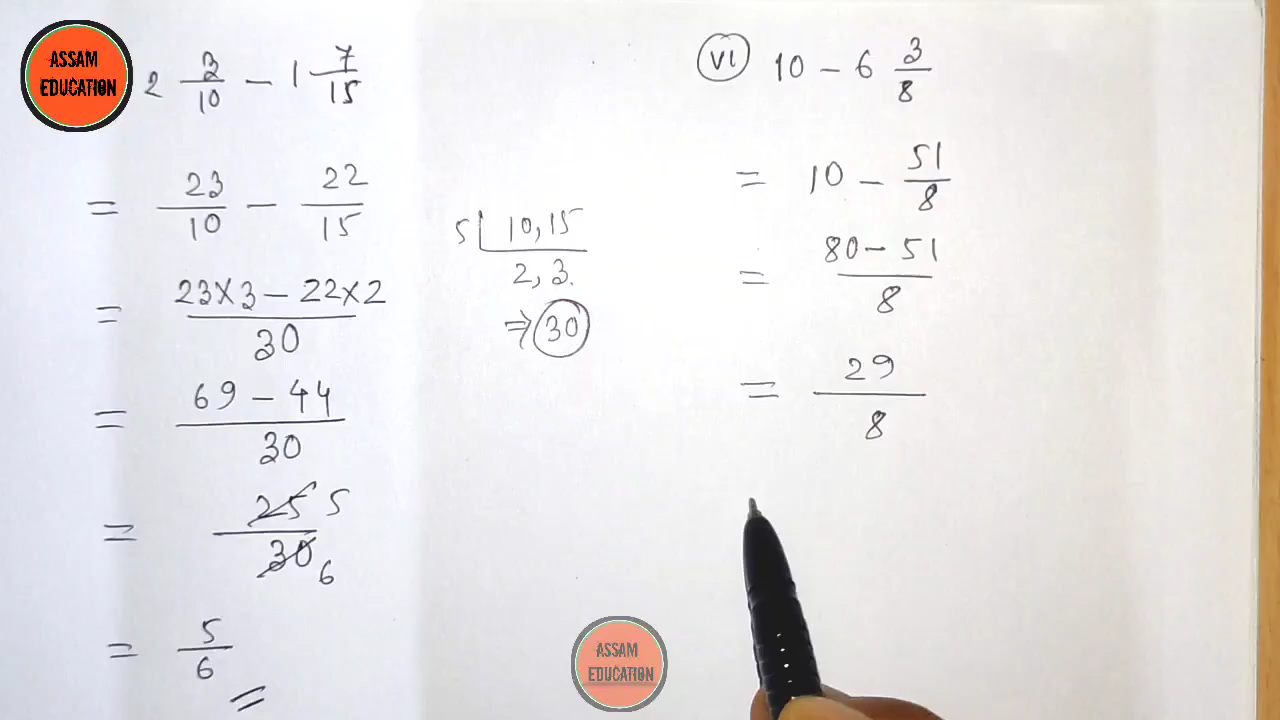 ASSAM
EDUCATION
2 3/10 - 1 7/15
= 23/10 - 22/15
5 | 10, 15
2, 3.
⇒ 30
= 23×3 - 22×2 / 30
= 69 - 44 / 30
= 25 5 / 30 6
= 5/6
VI 10 - 6 3/8
= 10 - 51/8
= 80 - 51 / 8
= 29/8
ASSAM
EDUCATION